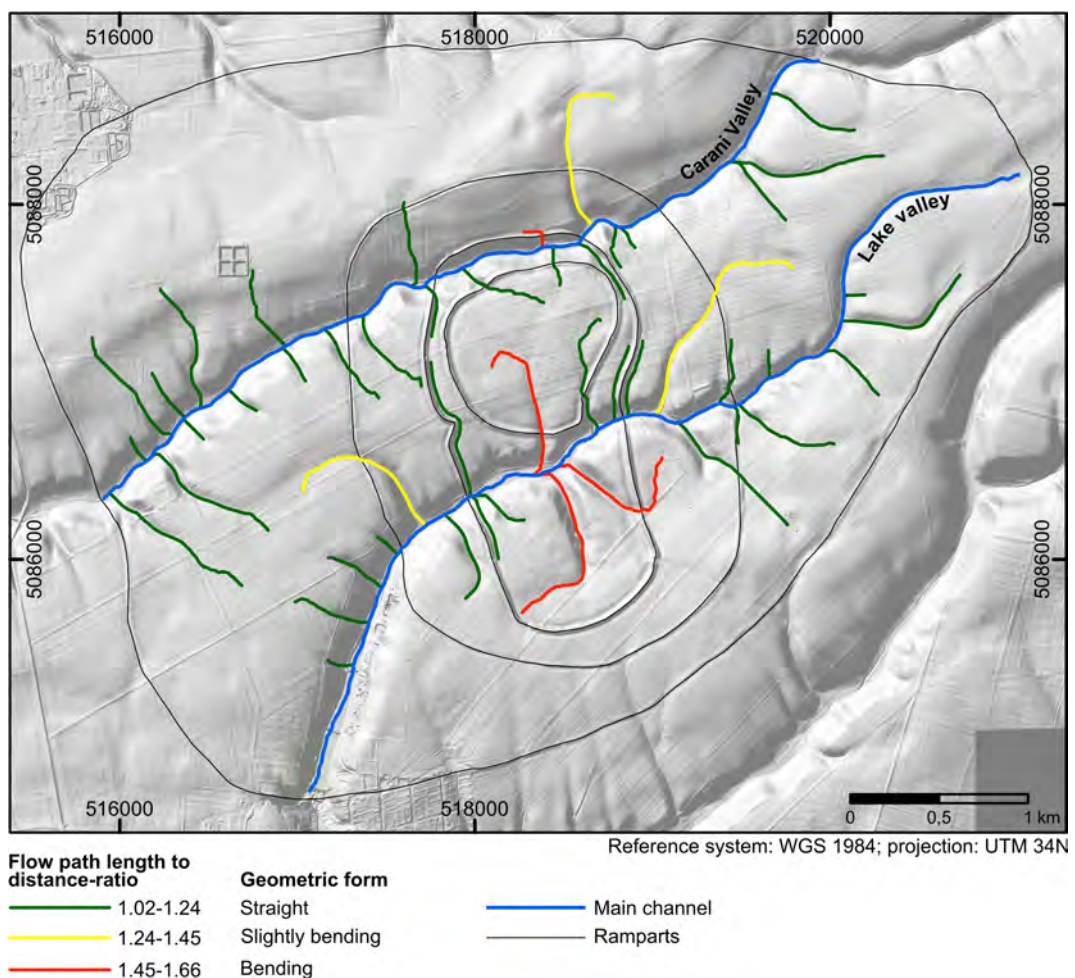 516000
518000
520000
Carani Valley
Lake valley
5088000
5088000
5086000
5086000
516000
518000
0
0,5
1 km
Reference system: WGS 1984; projection: UTM 34N
Flow path length to
distance-ratio
Geometric form
1.02-1.24
Straight
Main channel
1.24-1.45
Slightly bending
Ramparts
1.45-1.66
Bending